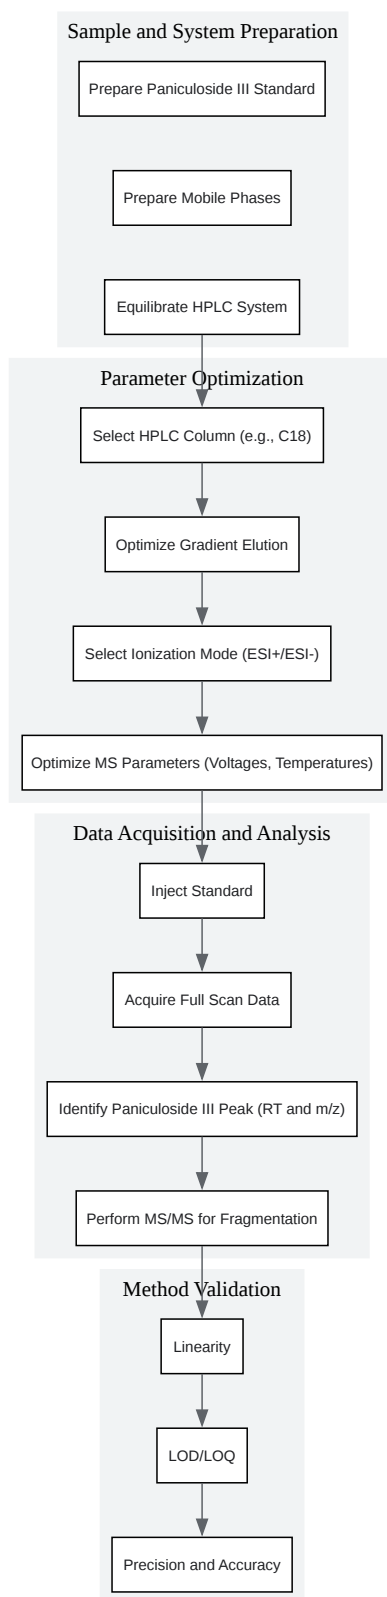 Sample and System Preparation
Prepare Paniculoside III Standard
Prepare Mobile Phases
Equilibrate HPLC System
Parameter Optimization
Select HPLC Column (e.g., C18)
Optimize Gradient Elution
Select Ionization Mode (ESI+/ESI-)
Optimize MS Parameters (Voltages, Temperatures)
Data Acquisition and Analysis
Inject Standard
Acquire Full Scan Data
Identify Paniculoside III Peak (RT and m/z)
Perform MS/MS for Fragmentation
Method Validation
Linearity
LOD/LOQ
Precision and Accuracy